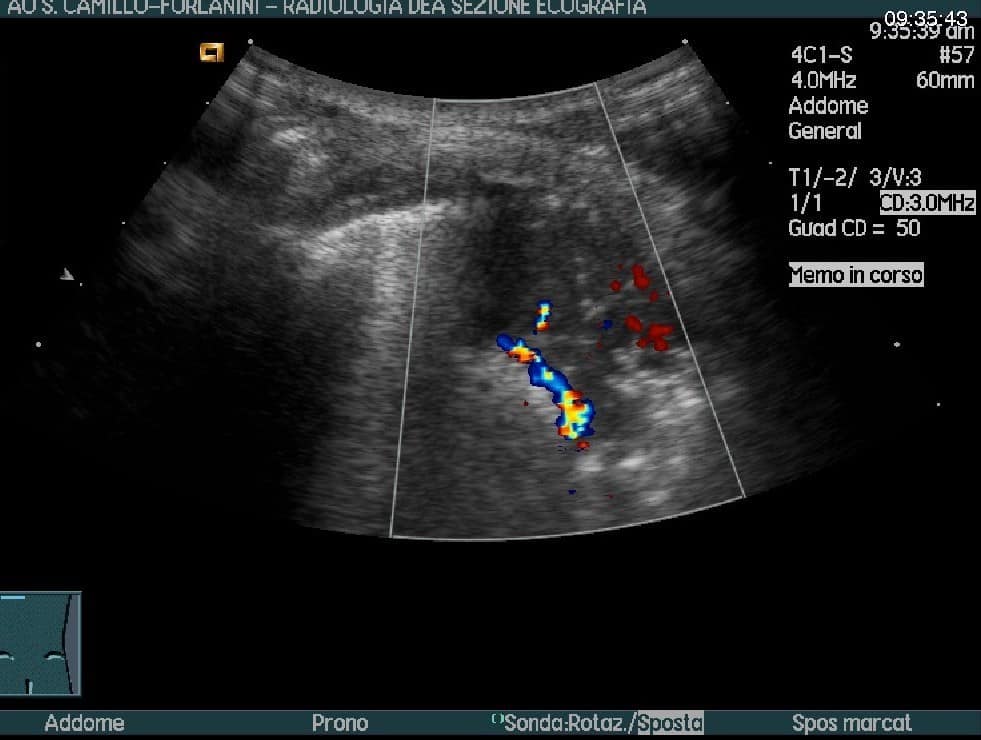 AO S. CAMILLO-FORLANINI - RADIOLOGIA DEA SEZIONE ECOGRAFIA
09:35:43
9:35:39 am
4C1-S #57
4.0MHz 60mm
Addome
General
T1/-2/ 3/V:3
1/1 CD:3.0MHz
Guad CD = 50
Memo in corso
Addome Prono Sonda:Rotaz./Sposta Spos marcat